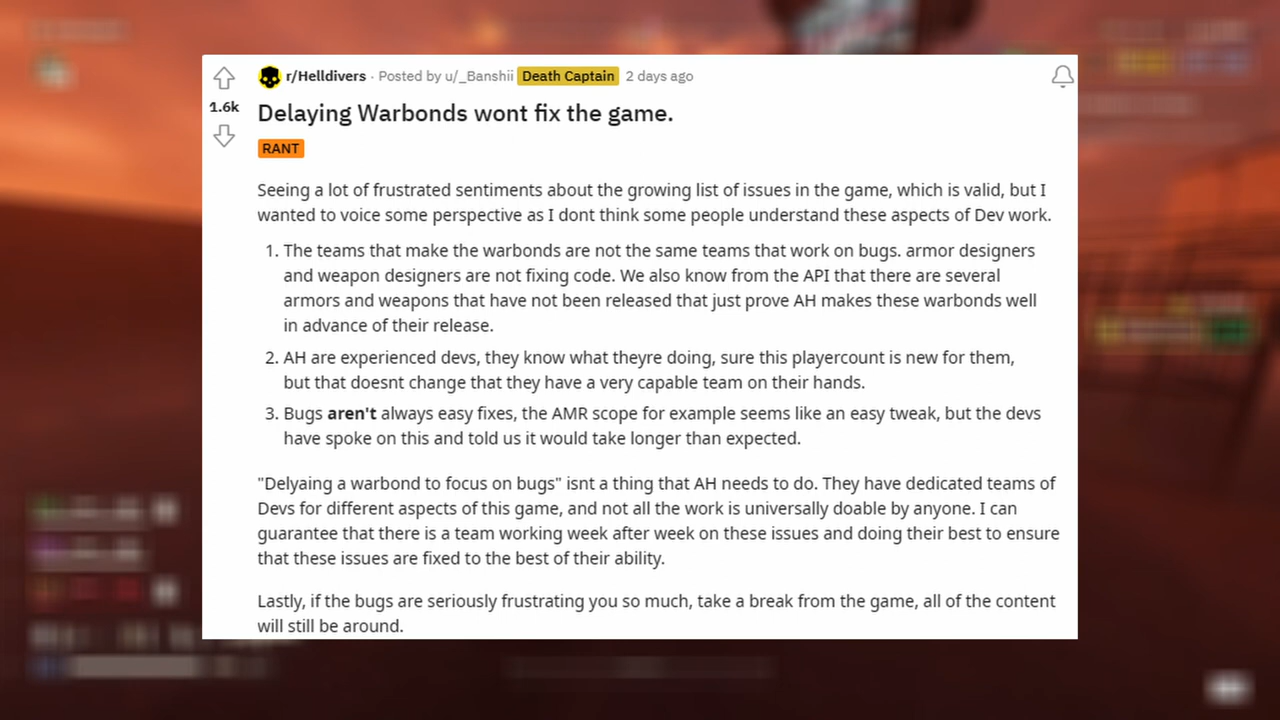 r/Helldivers · Posted by u/_Banshii Death Captain 2 days ago
1.6k
Delaying Warbonds wont fix the game.
RANT
Seeing a lot of frustrated sentiments about the growing list of issues in the game, which is valid, but I
wanted to voice some perspective as I dont think some people understand these aspects of Dev work.
1. The teams that make the warbonds are not the same teams that work on bugs. armor designers
and weapon designers are not fixing code. We also know from the API that there are several
armors and weapons that have not been released that just prove AH makes these warbonds well
in advance of their release.
2. AH are experienced devs, they know what theyre doing, sure this playercount is new for them,
but that doesnt change that they have a very capable team on their hands.
3. Bugs aren't always easy fixes, the AMR scope for example seems like an easy tweak, but the devs
have spoke on this and told us it would take longer than expected.
"Delyaing a warbond to focus on bugs" isnt a thing that AH needs to do. They have dedicated teams of
Devs for different aspects of this game, and not all the work is universally doable by anyone. I can
guarantee that there is a team working week after week on these issues and doing their best to ensure
that these issues are fixed to the best of their ability.
Lastly, if the bugs are seriously frustrating you so much, take a break from the game, all of the content
will still be around.